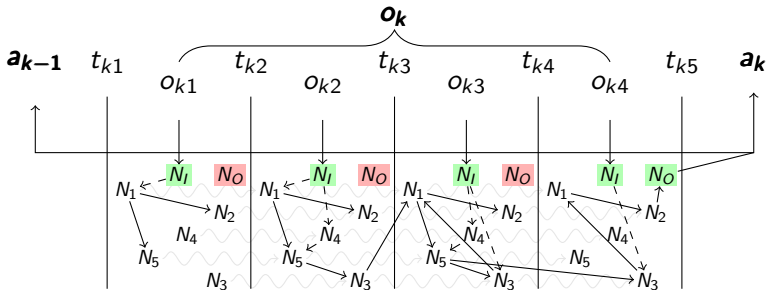 o_k
a_{k−1} t_{k1} t_{k2} t_{k3} t_{k4} t_{k5} a_k
o_{k1} o_{k2} o_{k3} o_{k4}
N_I N_O N_I N_O N_I N_O N_I N_O
N_1 N_1 N_1 N_1
N_2 N_2 N_2 N_2
N_4 N_4 N_4 N_4
N_5 N_5 N_5 N_5
N_3 N_3 N_3 N_3